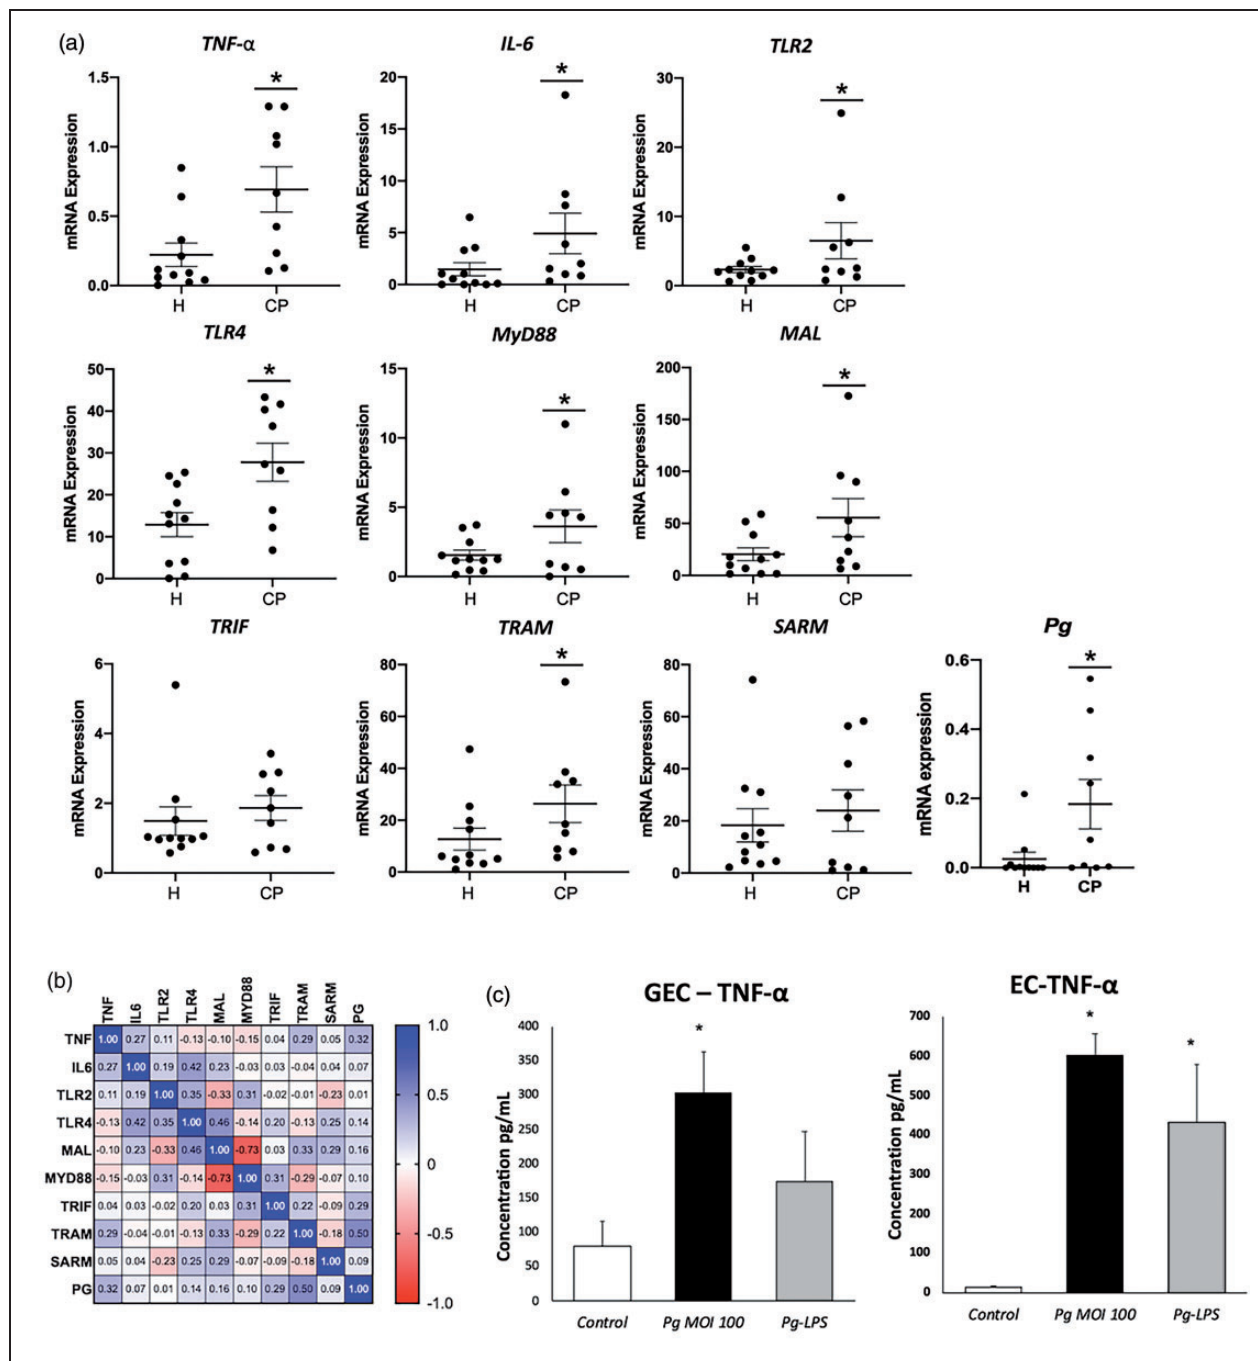 (a)
TNF-α
IL-6
TLR2
mRNA Expression
1.5
1.0
0.5
0.0
*
H
CP
mRNA Expression
20
15
10
5
0
*
H
CP
mRNA Expression
30
20
10
0
*
H
CP
TLR4
MyD88
MAL
mRNA Expression
50
40
30
20
10
0
*
H
CP
mRNA Expression
15
10
5
0
*
H
CP
mRNA Expression
200
150
100
50
0
*
H
CP
TRIF
TRAM
SARM
Pg
mRNA Expression
6
4
2
0
H
CP
mRNA Expression
80
60
40
20
0
*
H
CP
mRNA Expression
80
60
40
20
0
H
CP
mRNA expression
0.6
0.4
0.2
0.0
*
H
CP
(b)
TNF IL6 TLR2 TLR4 MAL MYD88 TRIF TRAM SARM PG
TNF 1.00 0.27 0.11 -0.13 -0.10 -0.15 0.04 0.29 0.05 0.32
IL6 0.27 1.00 0.19 0.42 0.23 -0.03 0.03 -0.04 0.04 0.07
TLR2 0.11 0.19 1.00 0.35 -0.33 0.31 -0.02 -0.01 -0.23 0.01
TLR4 -0.13 0.42 0.35 1.00 0.46 -0.14 0.20 -0.13 0.25 0.14
MAL -0.10 0.23 -0.33 0.46 1.00 -0.73 0.03 0.33 0.29 0.16
MYD88 -0.15 -0.03 0.31 -0.14 -0.73 1.00 0.31 -0.29 -0.07 0.10
TRIF 0.04 0.03 -0.02 0.20 0.03 0.31 1.00 0.22 -0.09 0.29
TRAM 0.29 -0.04 -0.01 -0.13 0.33 -0.29 0.22 1.00 -0.18 0.50
SARM 0.05 0.04 -0.23 0.25 0.29 -0.07 -0.09 -0.18 1.00 0.09
PG 0.32 0.07 0.01 0.14 0.16 0.10 0.29 0.50 0.09 1.00
1.0
0.5
0
-0.5
-1.0
(c)
GEC – TNF-α
Concentration pg/mL
400
350
300
250
200
150
100
50
0
*
Control
Pg MOI 100
Pg-LPS
EC-TNF-α
Concentration pg/mL
700
600
500
400
300
200
100
0
*
*
Control
Pg MOI 100
Pg-LPS